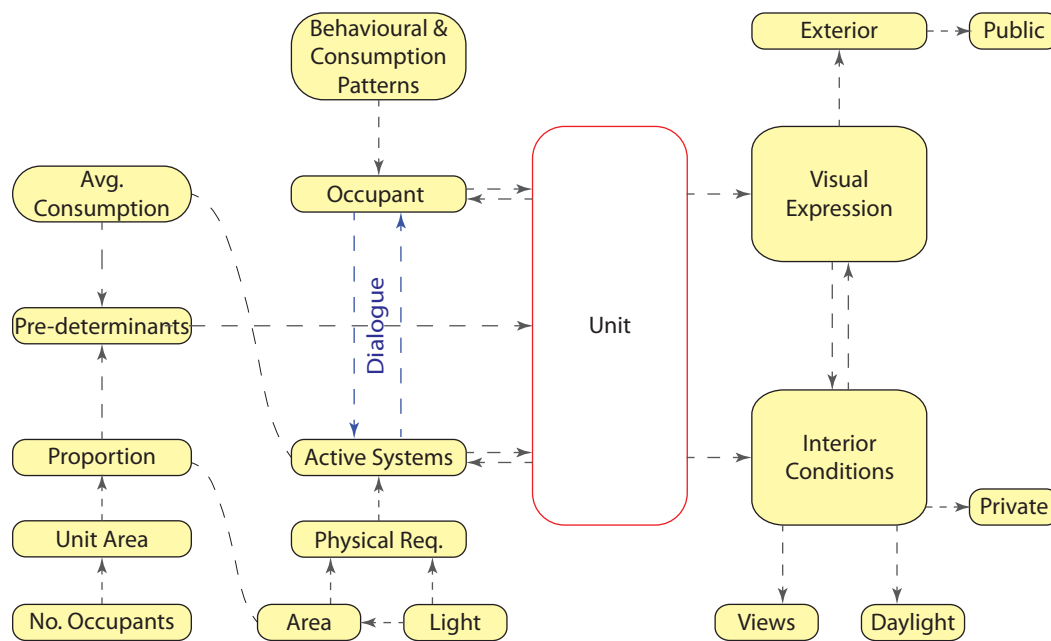 Behavioural &
Consumption
Patterns
Exterior
Public
Avg.
Consumption
Occupant
Visual
Expression
Pre-determinants
Dialogue
Unit
Proportion
Active Systems
Interior
Conditions
Private
Unit Area
Physical Req.
No. Occupants
Area
Light
Views
Daylight